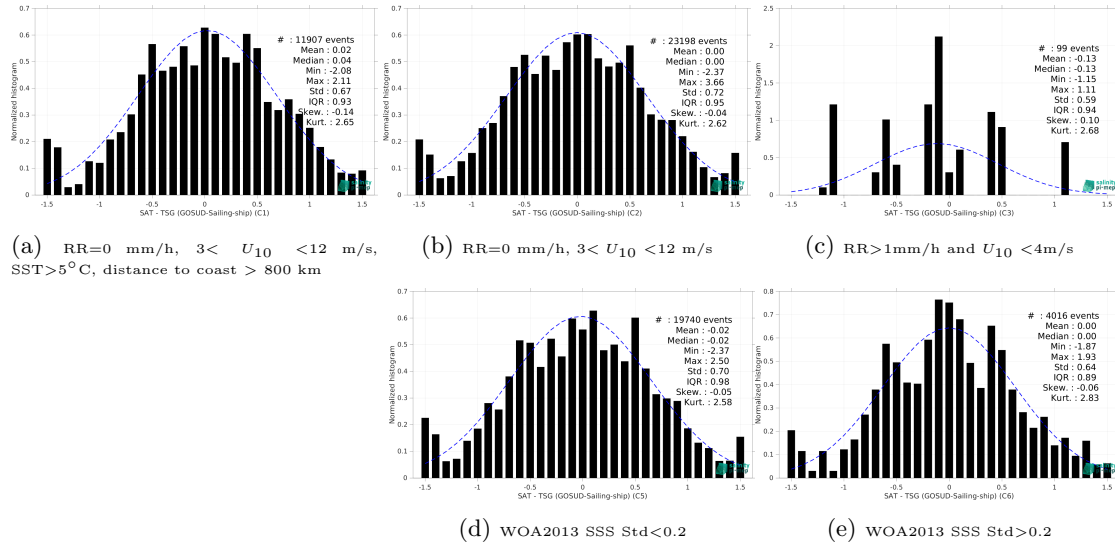 0.7
0.6
0.5
0.4
0.3
0.2
0.1
0
Normalized histogram
# : 11907 events
Mean : 0.02
Median : 0.04
Min : -2.08
Max : 2.11
Std : 0.67
IQR : 0.93
Skew. : -0.14
Kurt. : 2.65
salinity
pi-mep
-1.5 -1 -0.5 0 0.5 1 1.5
SAT - TSG (GOSUD-Sailing-ship) (C1)
(a) RR=0 mm/h, 3< U10 <12 m/s,
SST>5°C, distance to coast > 800 km
0.7
0.6
0.5
0.4
0.3
0.2
0.1
0
Normalized histogram
# : 23198 events
Mean : 0.00
Median : 0.00
Min : -2.37
Max : 3.66
Std : 0.72
IQR : 0.95
Skew. : -0.04
Kurt. : 2.62
salinity
pi-mep
-1.5 -1 -0.5 0 0.5 1 1.5
SAT - TSG (GOSUD-Sailing-ship) (C2)
(b) RR=0 mm/h, 3< U10 <12 m/s
2.5
2
1.5
1
0.5
0
Normalized histogram
# : 99 events
Mean : -0.13
Median : -0.13
Min : -1.15
Max : 1.11
Std : 0.59
IQR : 0.94
Skew. : 0.10
Kurt. : 2.68
salinity
pi-mep
-1.5 -1 -0.5 0 0.5 1 1.5
SAT - TSG (GOSUD-Sailing-ship) (C3)
(c) RR>1mm/h and U10 <4m/s
0.7
0.6
0.5
0.4
0.3
0.2
0.1
0
Normalized histogram
# : 19740 events
Mean : -0.02
Median : -0.02
Min : -2.37
Max : 2.50
Std : 0.70
IQR : 0.98
Skew. : -0.05
Kurt. : 2.58
salinity
pi-mep
-1.5 -1 -0.5 0 0.5 1 1.5
SAT - TSG (GOSUD-Sailing-ship) (C5)
(d) WOA2013 SSS Std<0.2
0.8
0.7
0.6
0.5
0.4
0.3
0.2
0.1
0
Normalized histogram
# : 4016 events
Mean : 0.00
Median : 0.00
Min : -1.87
Max : 1.93
Std : 0.64
IQR : 0.89
Skew. : -0.06
Kurt. : 2.83
salinity
pi-mep
-1.5 -1 -0.5 0 0.5 1 1.5
SAT - TSG (GOSUD-Sailing-ship) (C6)
(e) WOA2013 SSS Std>0.2